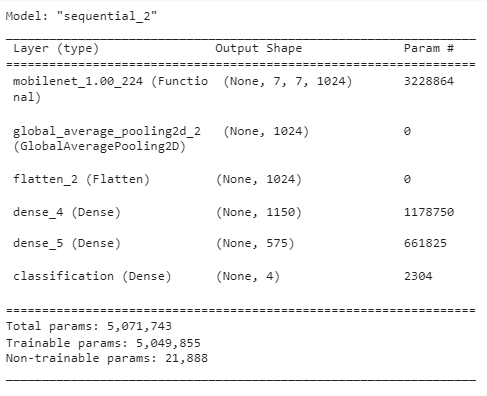 Model: "sequential_2"
Layer (type) Output Shape Param #
mobilenet_1.00_224 (Functio (None, 7, 7, 1024) 3228864
nal)
global_average_pooling2d_2 (None, 1024) 0
(GlobalAveragePooling2D)
flatten_2 (Flatten) (None, 1024) 0
dense_4 (Dense) (None, 1150) 1178750
dense_5 (Dense) (None, 575) 661825
classification (Dense) (None, 4) 2304
Total params: 5,071,743
Trainable params: 5,049,855
Non-trainable params: 21,888